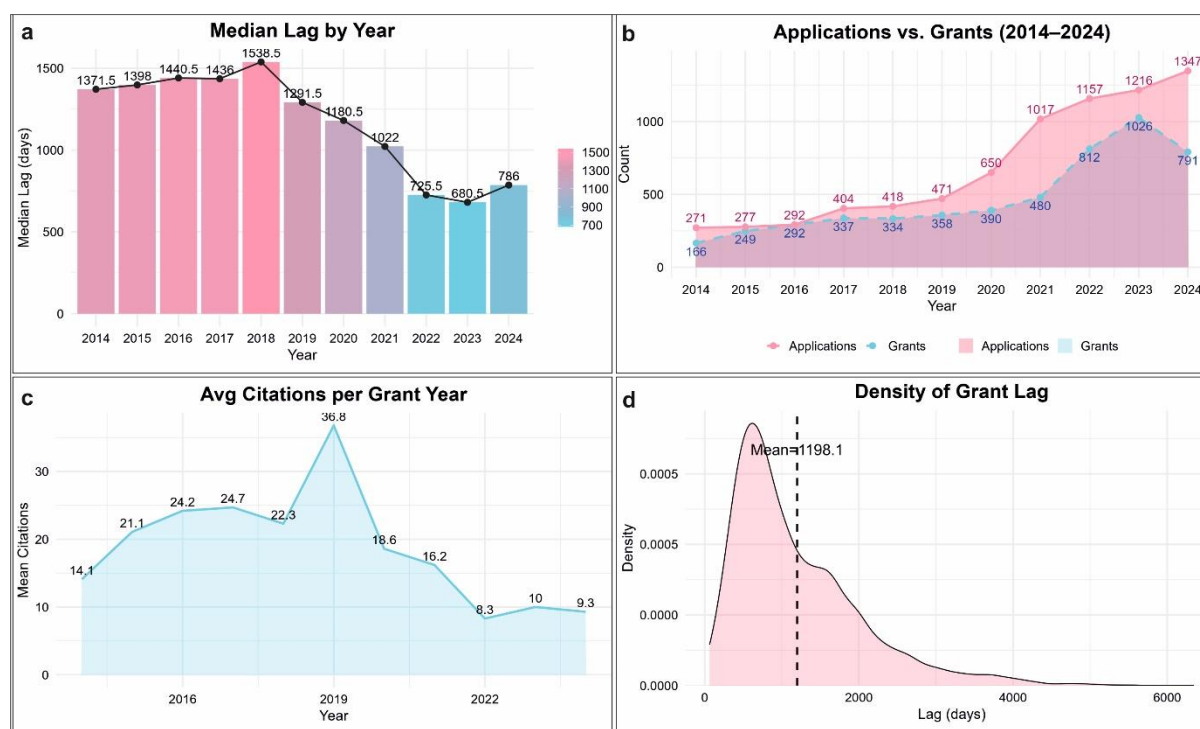 a
Median Lag by Year
1371.5 1398 1440.5 1436 1538.5 1291.5 1180.5 1022 725.5 680.5 786
1500
1000
500
0
Median Lag (days)
2014 2015 2016 2017 2018 2019 2020 2021 2022 2023 2024
Year
1500
1300
1100
900
700
b
Applications vs. Grants (2014–2024)
271 277 292 404 418 471 650 1017 1157 1216 1347
166 249 292 337 334 358 390 480 812 1026 791
1000
500
0
Count
2014 2015 2016 2017 2018 2019 2020 2021 2022 2023 2024
Year
Applications Grants Applications Grants
c
Avg Citations per Grant Year
14.1 21.1 24.2 24.7 22.3 36.8 18.6 16.2 8.3 10 9.3
30
20
10
0
Mean Citations
2016 2019 2022
Year
d
Density of Grant Lag
Mean=1198.1
0.0005
0.0005
0.0000
0.0000
Density
0 2000 4000 6000
Lag (days)